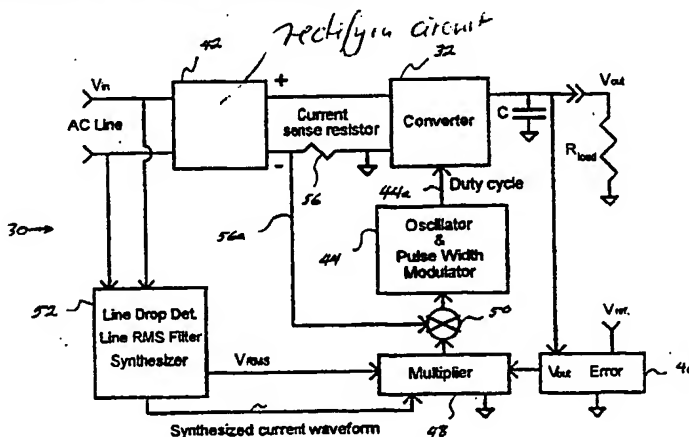 rectifyin circuit
42
32
Vin
+
Vout
AC Line
Current
sense resistor
Converter
C
Rload
-
56
44a
Duty cycle
30
56a
44
Oscillator
&
Pulse Width
Modulator
52
50
Line Drop Det.
Line RMS Filter
Synthesizer
Vref.
VRMS
Multiplier
Vout Error
Synthesized current waveform
48